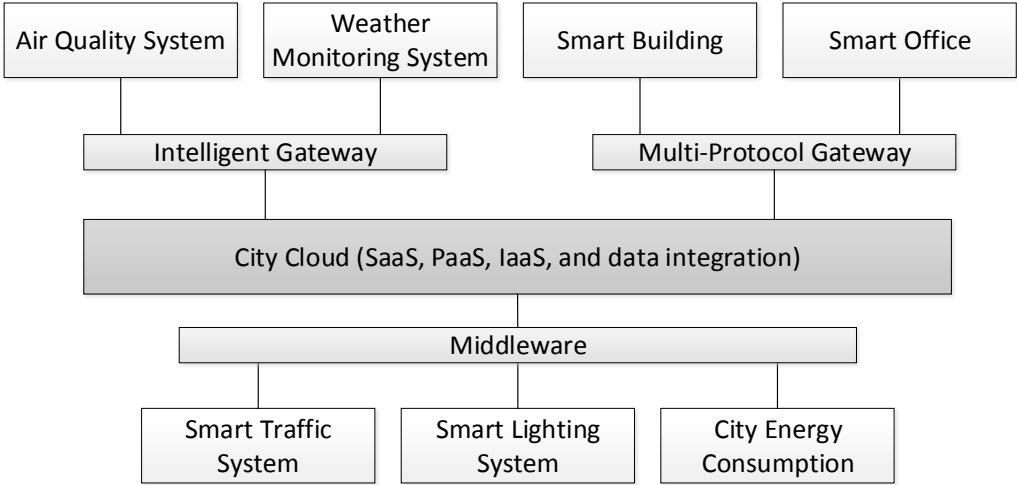 Air Quality System
Weather
Monitoring System
Smart Building
Smart Office
Intelligent Gateway
Multi-Protocol Gateway
City Cloud (SaaS, PaaS, IaaS, and data integration)
Middleware
Smart Traffic
System
Smart Lighting
System
City Energy
Consumption